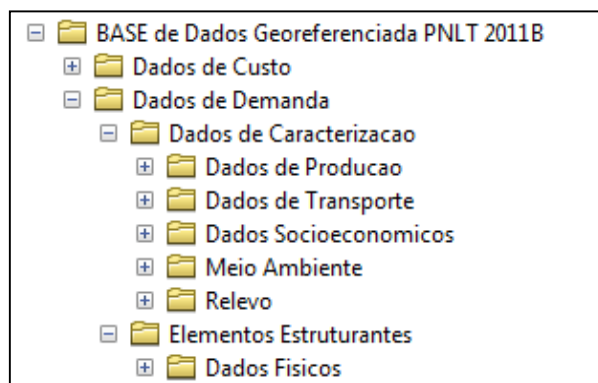 BASE de Dados Georeferenciada PNLT 2011B
Dados de Custo
Dados de Demanda
Dados de Caracterizacao
Dados de Producao
Dados de Transporte
Dados Socioeconomicos
Meio Ambiente
Relevo
Elementos Estruturantes
Dados Fisicos